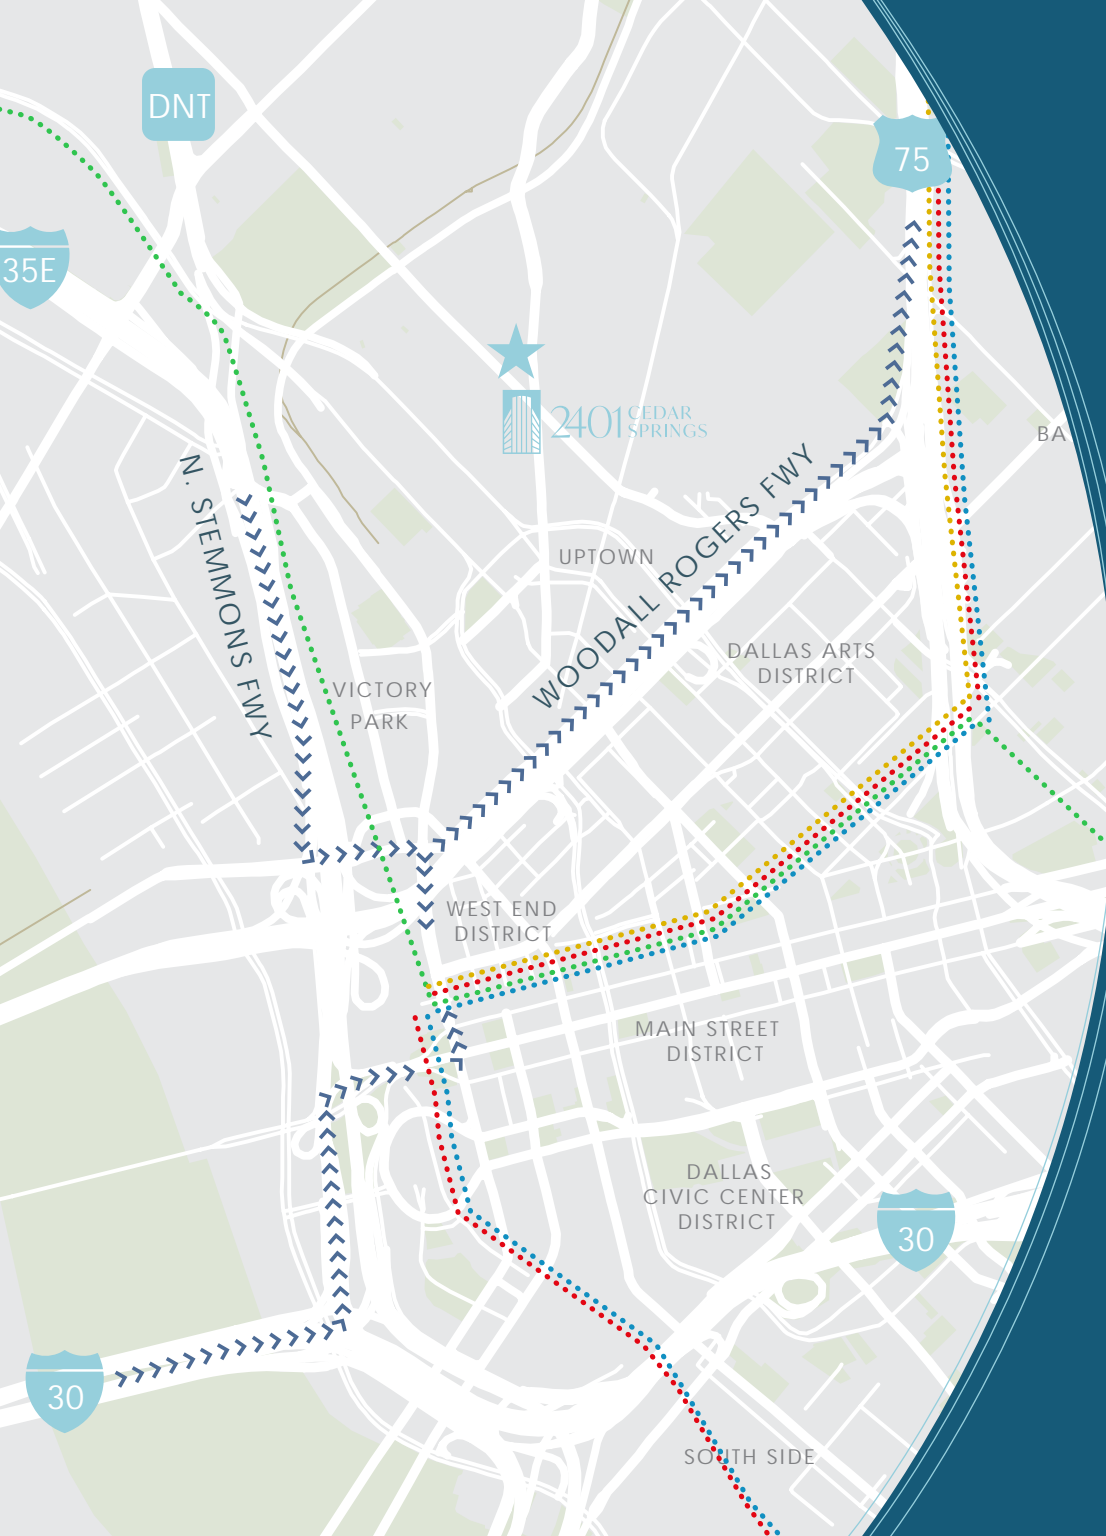 DNT
75
35E
2401 CEDAR
SPRINGS
BA
N. STEMMONS FWY
WOODALL ROGERS FWY
UPTOWN
DALLAS ARTS
DISTRICT
VICTORY
PARK
WEST END
DISTRICT
MAIN STREET
DISTRICT
DALLAS
CIVIC CENTER
DISTRICT
30
30
SOUTH SIDE